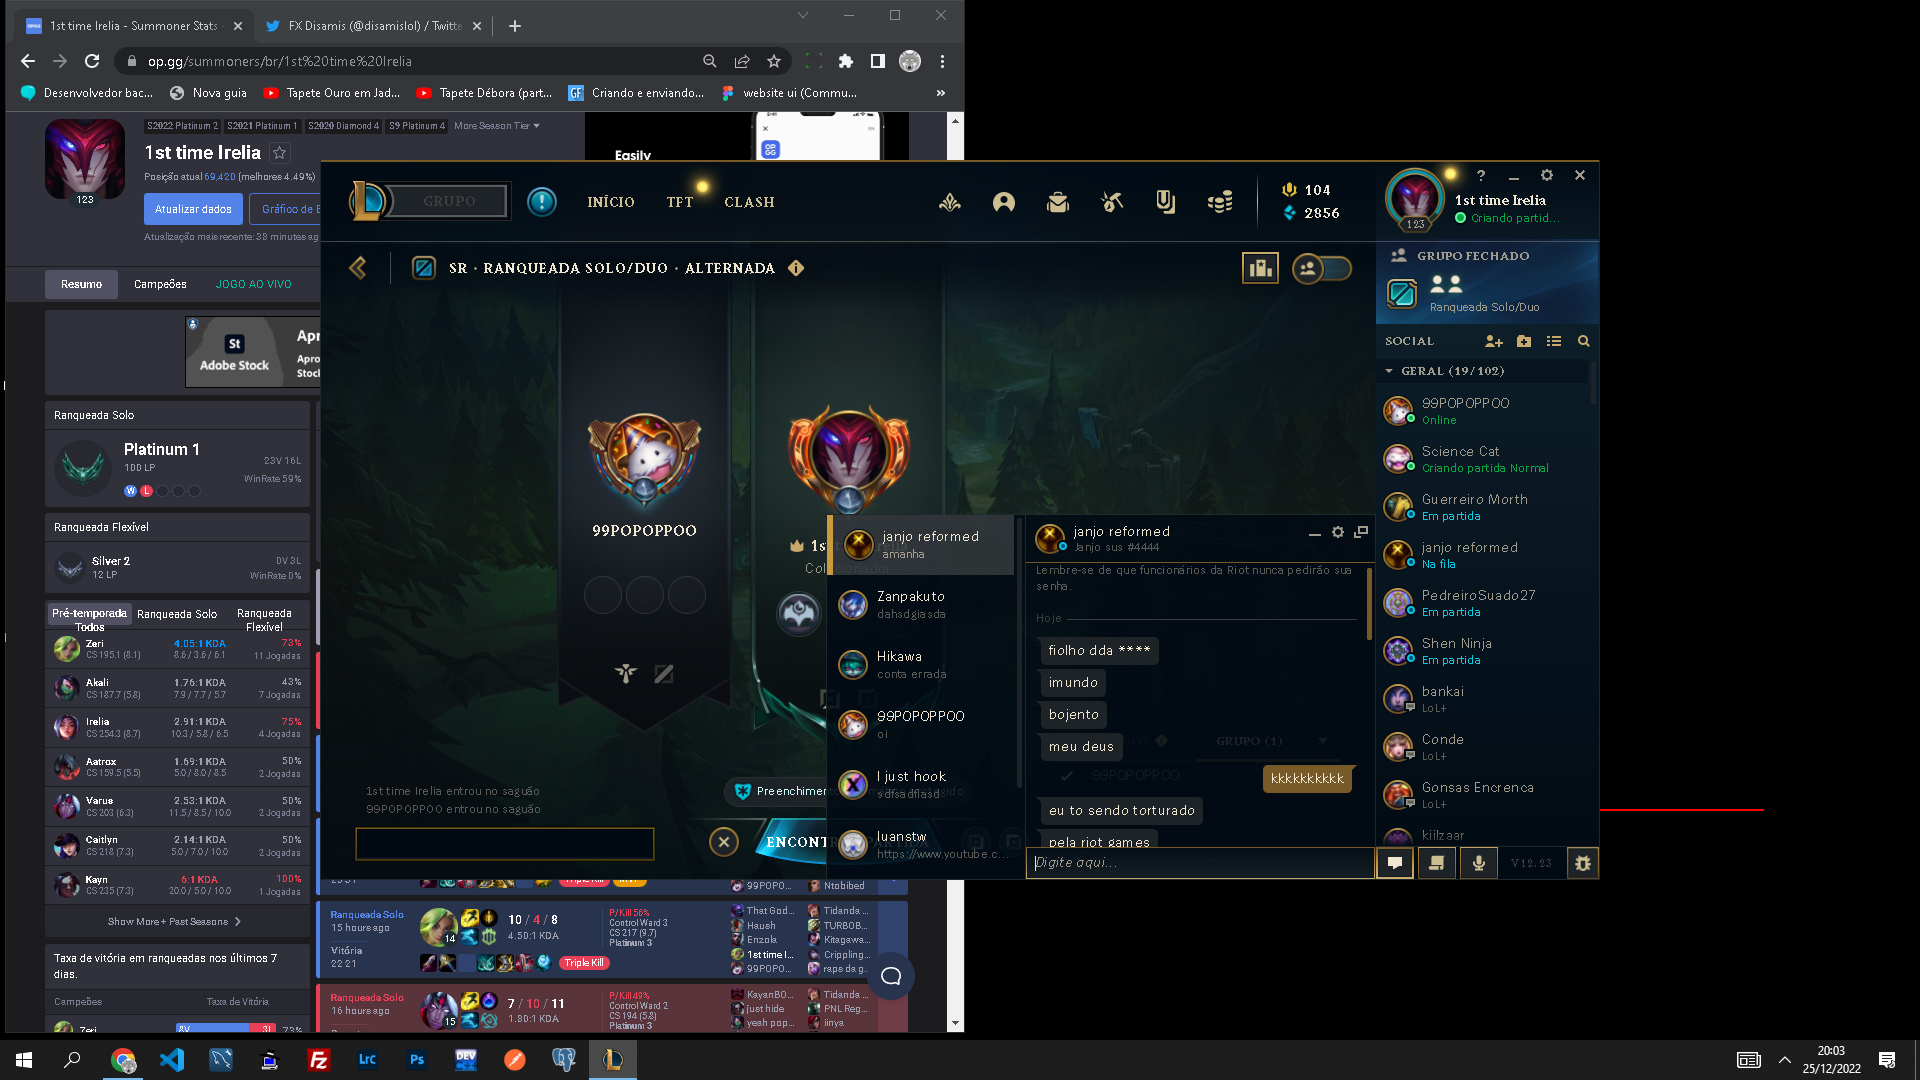 1st time Irelia - Summoner Stats
FX Disamis (@disamislol) / Twitte
op.gg/summoners/br/1st%20time%20Irelia
Desenvolvedor bac...
Nova guia
Tapete Ouro em Jad...
Tapete Débora (part...
Criando e enviando...
website ui (Commu...
S2022 Platinum 2
S2021 Platinum 1
S2020 Diamond 4
S9 Platinum 4
More Season Tier
1st time Irelia
Posição atual 69,420 (melhores 4.49%)
123
Atualizar dados
Gráfico de E
Atualização mais recente: 38 minutes ag
Easily
OP.GG
Resumo
Campeões
JOGO AO VIVO
St
Adobe Stock
Apr
Apro
Stock
Ranqueada Solo
Platinum 1
100 LP
23V 16L
WinRate 59%
W
L
Ranqueada Flexível
Silver 2
12 LP
0V 3L
WinRate 0%
Pré-temporada Todos
Ranqueada Solo
Ranqueada Flexível
Zeri
CS 195.1 (8.1)
4.05:1 KDA
8.6 / 3.6 / 6.1
73%
11 Jogadas
Akali
CS 187.7 (5.8)
1.76:1 KDA
7.9 / 7.7 / 5.7
43%
7 Jogadas
Irelia
CS 254.3 (8.7)
2.91:1 KDA
10.3 / 5.8 / 6.5
75%
4 Jogadas
Aatrox
CS 159.5 (5.5)
1.69:1 KDA
5.0 / 8.0 / 8.5
50%
2 Jogadas
Varus
CS 203 (6.3)
2.53:1 KDA
11.5 / 8.5 / 10.0
50%
2 Jogadas
Caitlyn
CS 218 (7.3)
2.14:1 KDA
5.0 / 7.0 / 10.0
50%
2 Jogadas
Kayn
CS 235 (7.3)
6:1 KDA
20.0 / 5.0 / 10.0
100%
1 Jogadas
Show More + Past Seasons
Taxa de vitória em ranqueadas nos últimos 7 dias.
Campeões
Taxa de Vitória
Zeri
8V
3L
73%
GRUPO
INÍCIO
TFT
CLASH
104
2856
123
1st time Irelia
Criando partid...
SR · RANQUEADA SOLO/DUO · ALTERNADA
GRUPO FECHADO
Ranqueada Solo/Duo
SOCIAL
GERAL (19/102)
99POPOPPOO
Online
Science Cat
Criando partida Normal
Guerreiro Morth
Em partida
janjo reformed
Na fila
PedreiroSuado27
Em partida
Shen Ninja
Em partida
bankai
LoL+
Conde
LoL+
Gonsas Encrenca
LoL+
kiilzaar
99POPOPPOO
1st time Irelia entrou no saguão
99POPOPPOO entrou no saguão
Preenchimen
ENCONT
janjo reformed
amanha
Zanpakuto
dahsdgiasda
Hikawa
conta errada
99POPOPPOO
oi
I just hook
sdfsadfiasd
luanstw
https://www.youtube.c...
janjo reformed
Janjo sus #4444
Lembre-se de que funcionários da Riot nunca pedirão sua senha.
Hoje
fiolho dda ****
imundo
bojento
meu deus
GRUPO (1)
99POPOPPOO
kkkkkkkkkk
eu to sendo torturado
pela riot games
Digite aqui...
V12.23
Triple Kill
99POPO...
Ntobibed
Ranqueada Solo
15 hours ago
Vitória
22:21
14
10 / 4 / 8
4.50:1 KDA
P/Kill 56%
Control Ward 3
CS 217 (9.7)
Platinum 3
Triple Kill
That God...
Haush
Enzola
1st time I...
99POPO...
Tidanda ...
TURBOB...
Kitagawa...
Crippling...
raps da g...
Ranqueada Solo
16 hours ago
15
7 / 10 / 11
1.80:1 KDA
P/Kill 49%
Control Ward 2
CS 194 (5.8)
Platinum 3
KayanBO...
just hide
yeah pop...
Tidanda ...
PNL Reg...
iinya
Lrc
Ps
DEV
20:03
25/12/2022